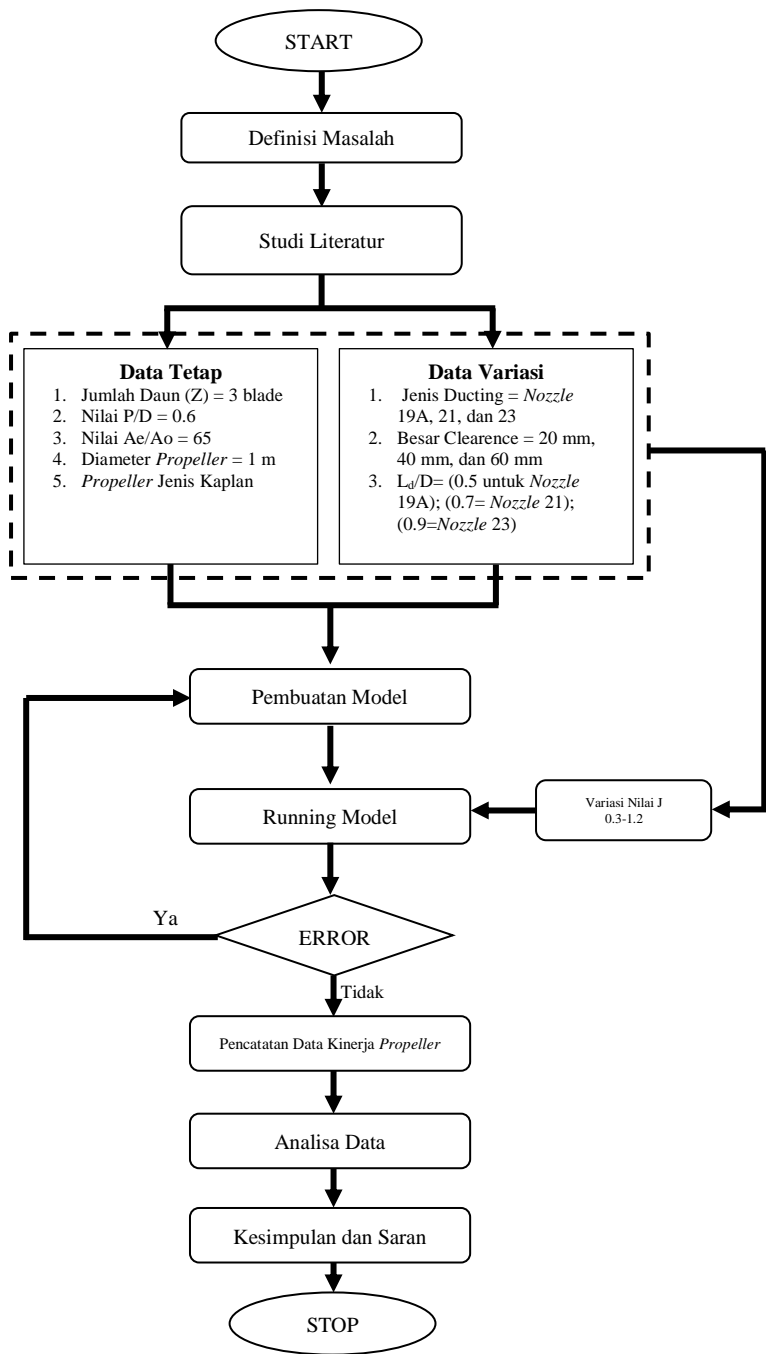 START
Definisi Masalah
Studi Literatur
Data Tetap
1. Jumlah Daun (Z) = 3 blade
2. Nilai P/D = 0.6
3. Nilai Ae/Ao = 65
4. Diameter Propeller = 1 m
5. Propeller Jenis Kaplan
Data Variasi
1. Jenis Ducting = Nozzle
19A, 21, dan 23
2. Besar Clearence = 20 mm,
40 mm, dan 60 mm
3. Ld/D= (0.5 untuk Nozzle
19A); (0.7= Nozzle 21);
(0.9=Nozzle 23)
Pembuatan Model
Running Model
Variasi Nilai J
0.3-1.2
Ya
ERROR
Tidak
Pencatatan Data Kinerja Propeller
Analisa Data
Kesimpulan dan Saran
STOP